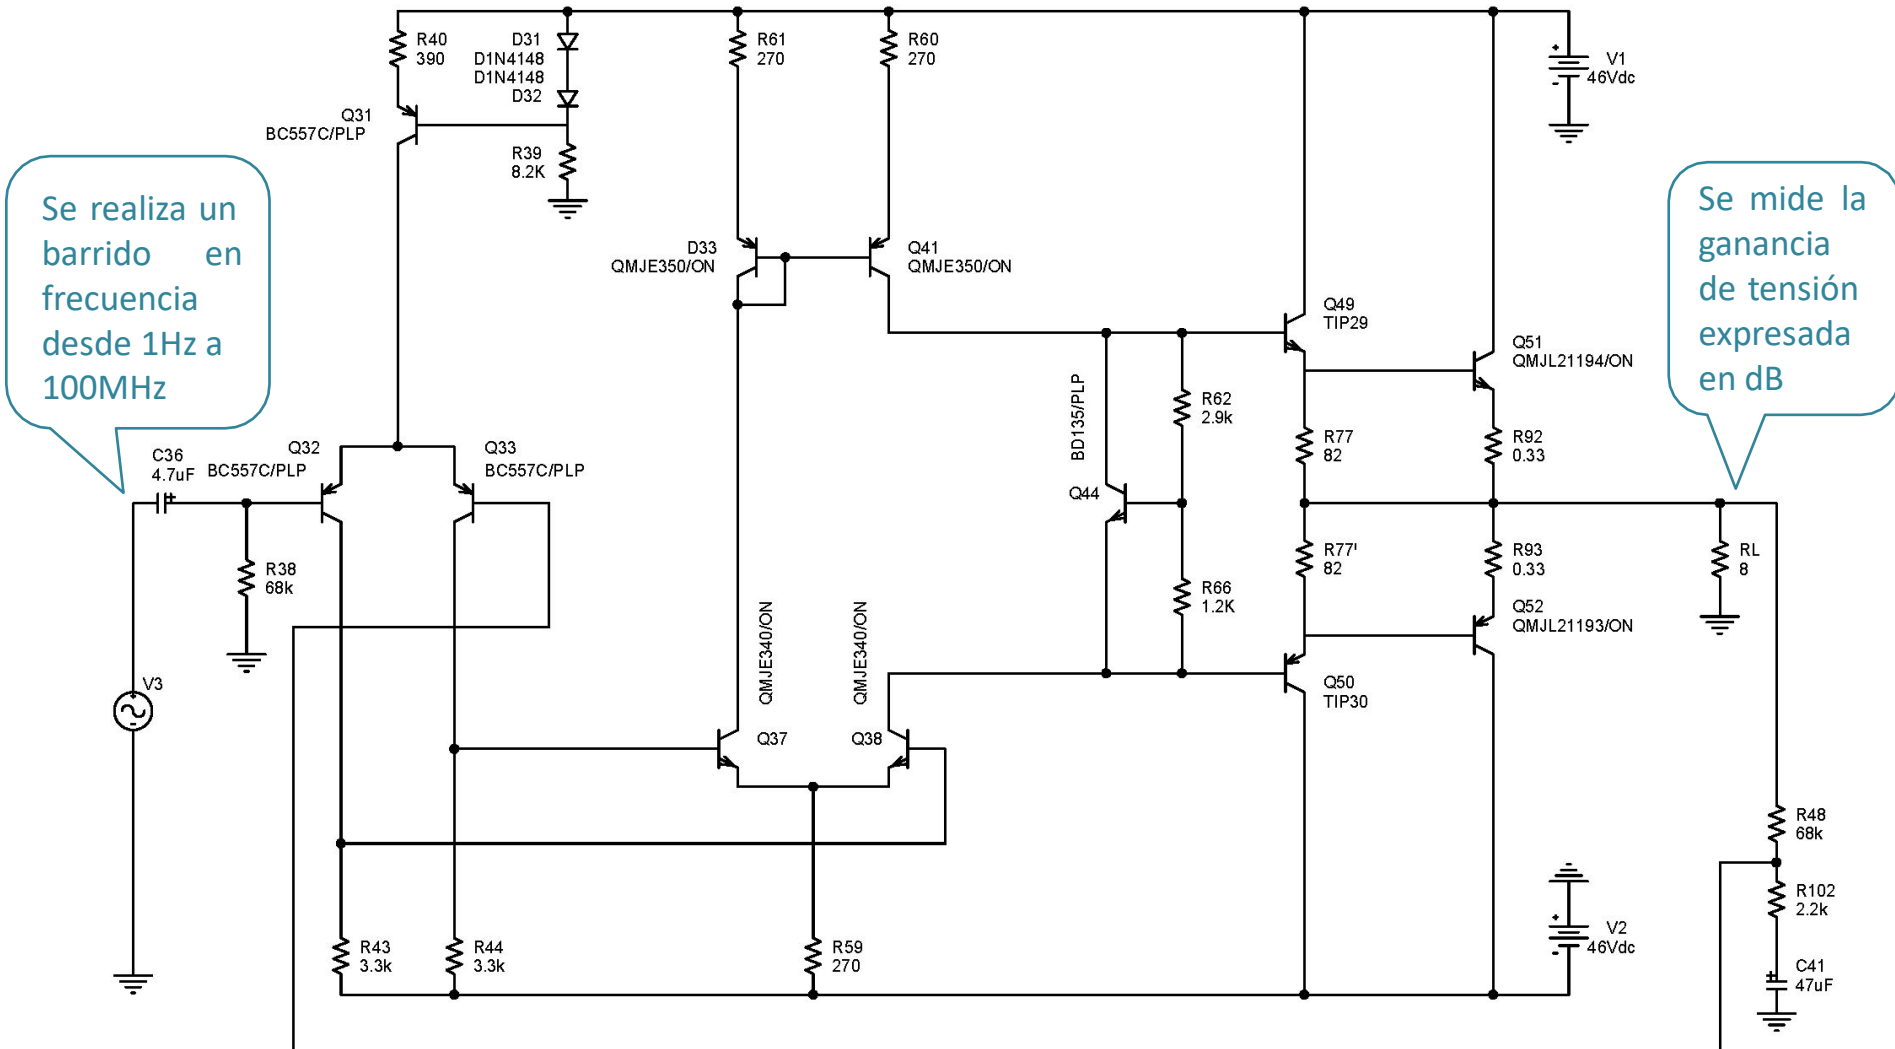 R40
390
D31
D1N4148
D1N4148
D32
R61
270
R60
270
V1
46Vdc
Q31
BC557C/PLP
R39
8.2K
Se realiza un
barrido en
frecuencia
desde 1Hz a
100MHz
Se mide la
ganancia
de tensión
expresada
en dB
D33
QMJE350/ON
Q41
QMJE350/ON
Q49
TIP29
Q51
QMJL21194/ON
BD135/PLP
R62
2.9k
R77
82
R92
0.33
C36
4.7uF
Q32
BC557C/PLP
Q33
BC557C/PLP
Q44
R38
68k
R77'
82
R93
0.33
RL
8
R66
1.2K
Q52
QMJL21193/ON
QMJE340/ON
QMJE340/ON
V3
Q50
TIP30
Q37
Q38
R48
68k
R102
2.2k
R43
3.3k
R44
3.3k
R59
270
V2
46Vdc
C41
47uF